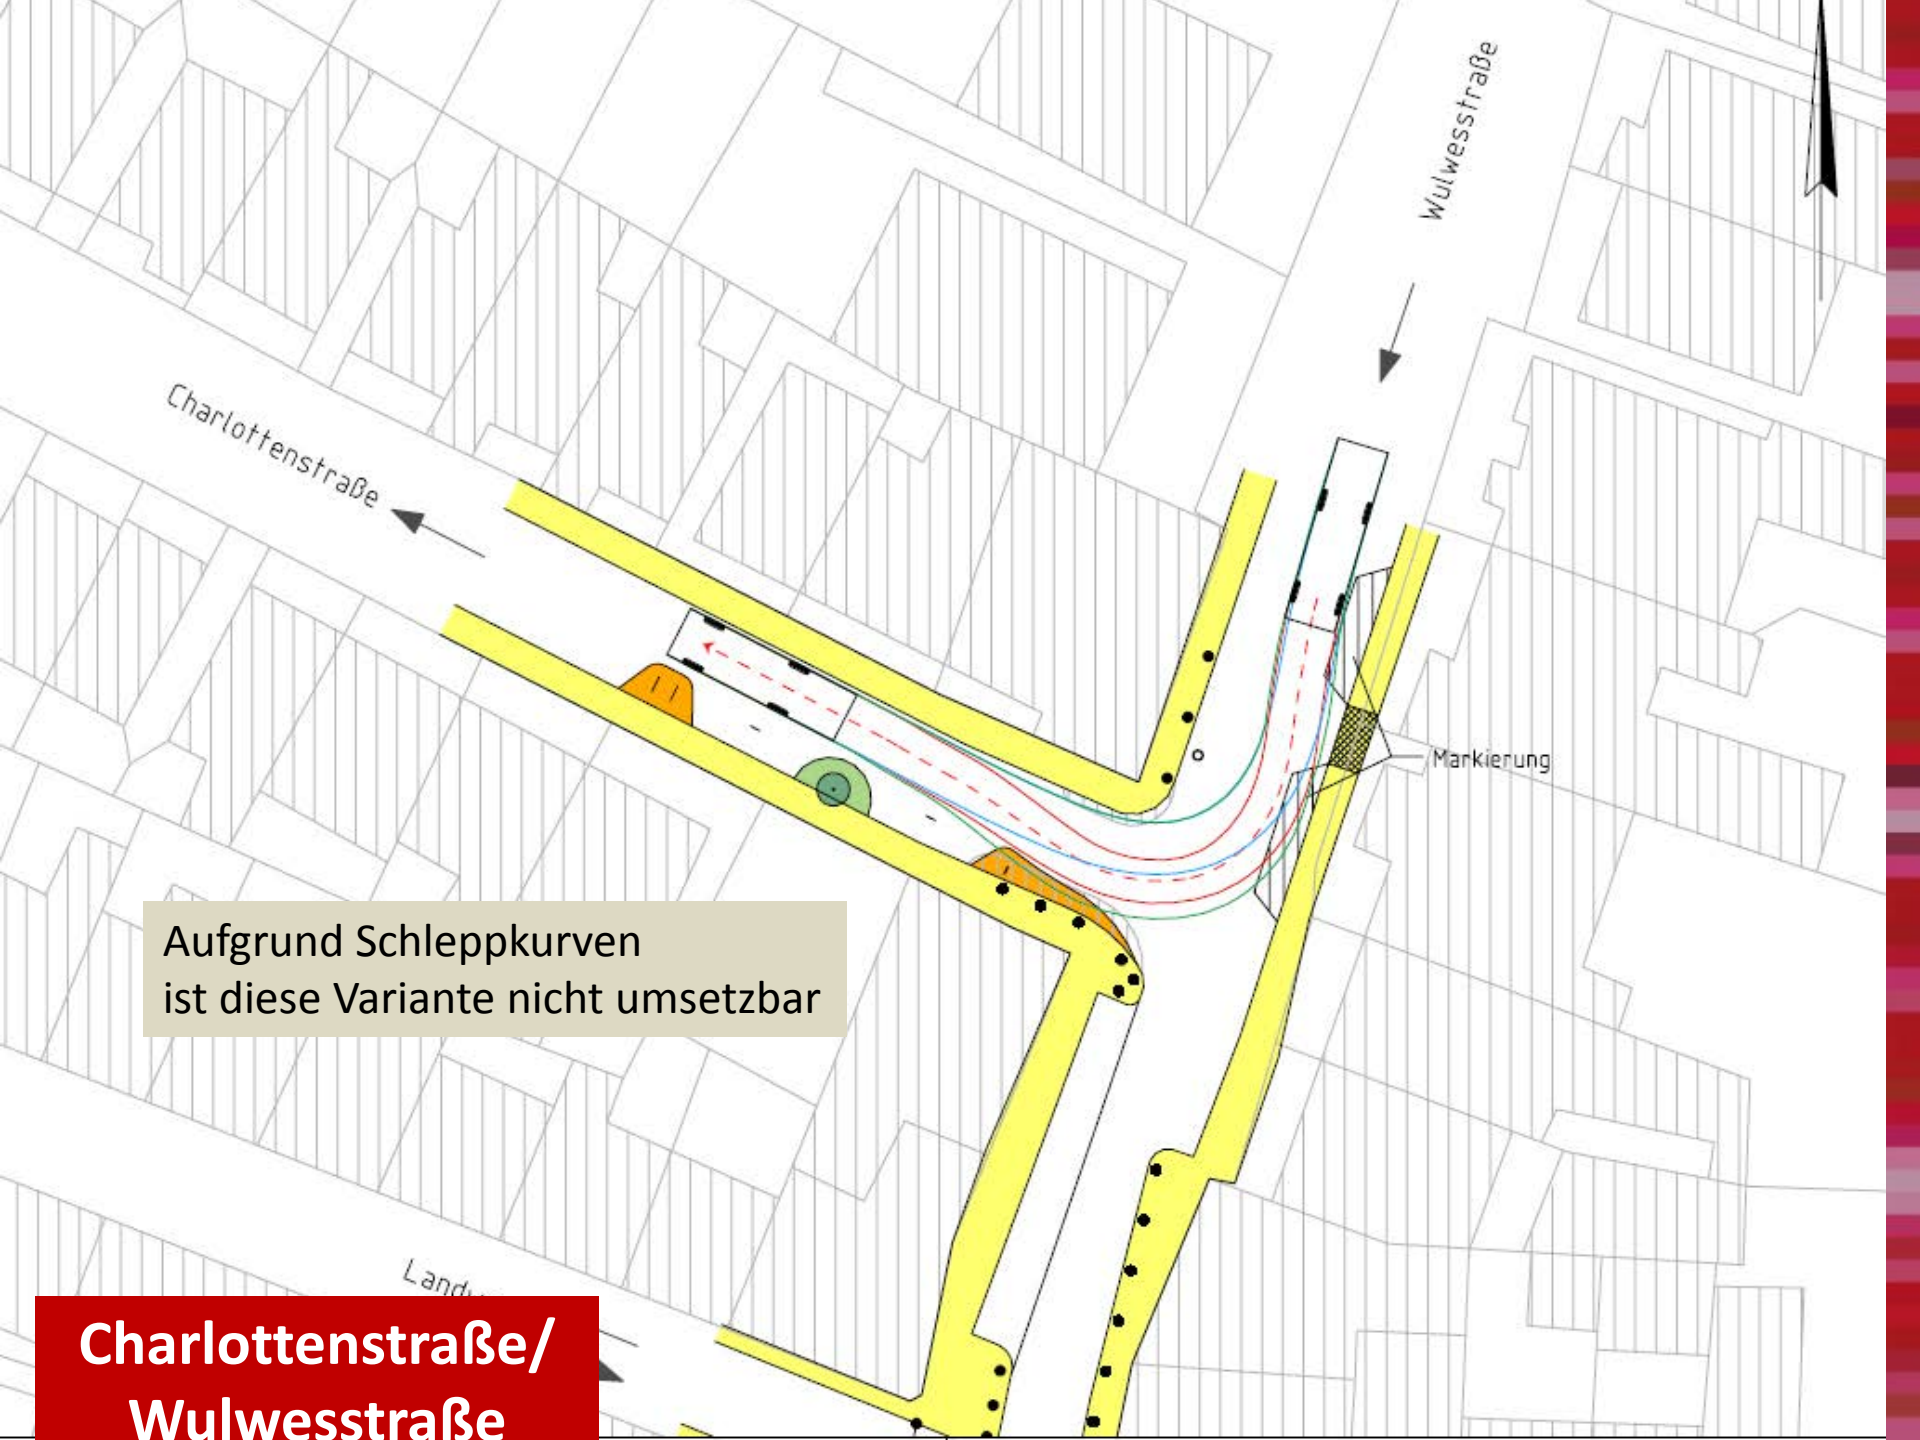 Wulwesstraße
Charlottenstraße
Markierung
Aufgrund Schleppkurven
ist diese Variante nicht umsetzbar
Charlottenstraße/
Wulwesstraße